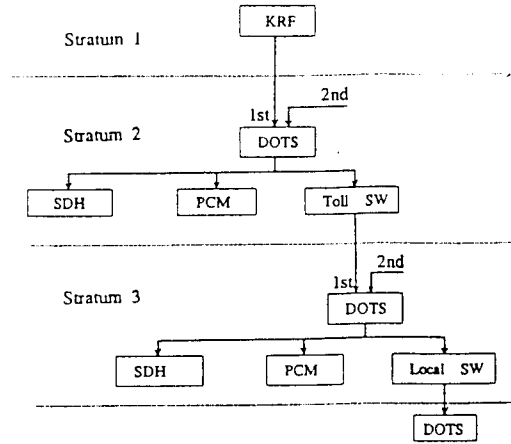 KRF
Stratum 1
2nd
1st
Stratum 2
DOTS
SDH
PCM
Toll SW
2nd
1st
Stratum 3
DOTS
SDH
PCM
Local SW
DOTS